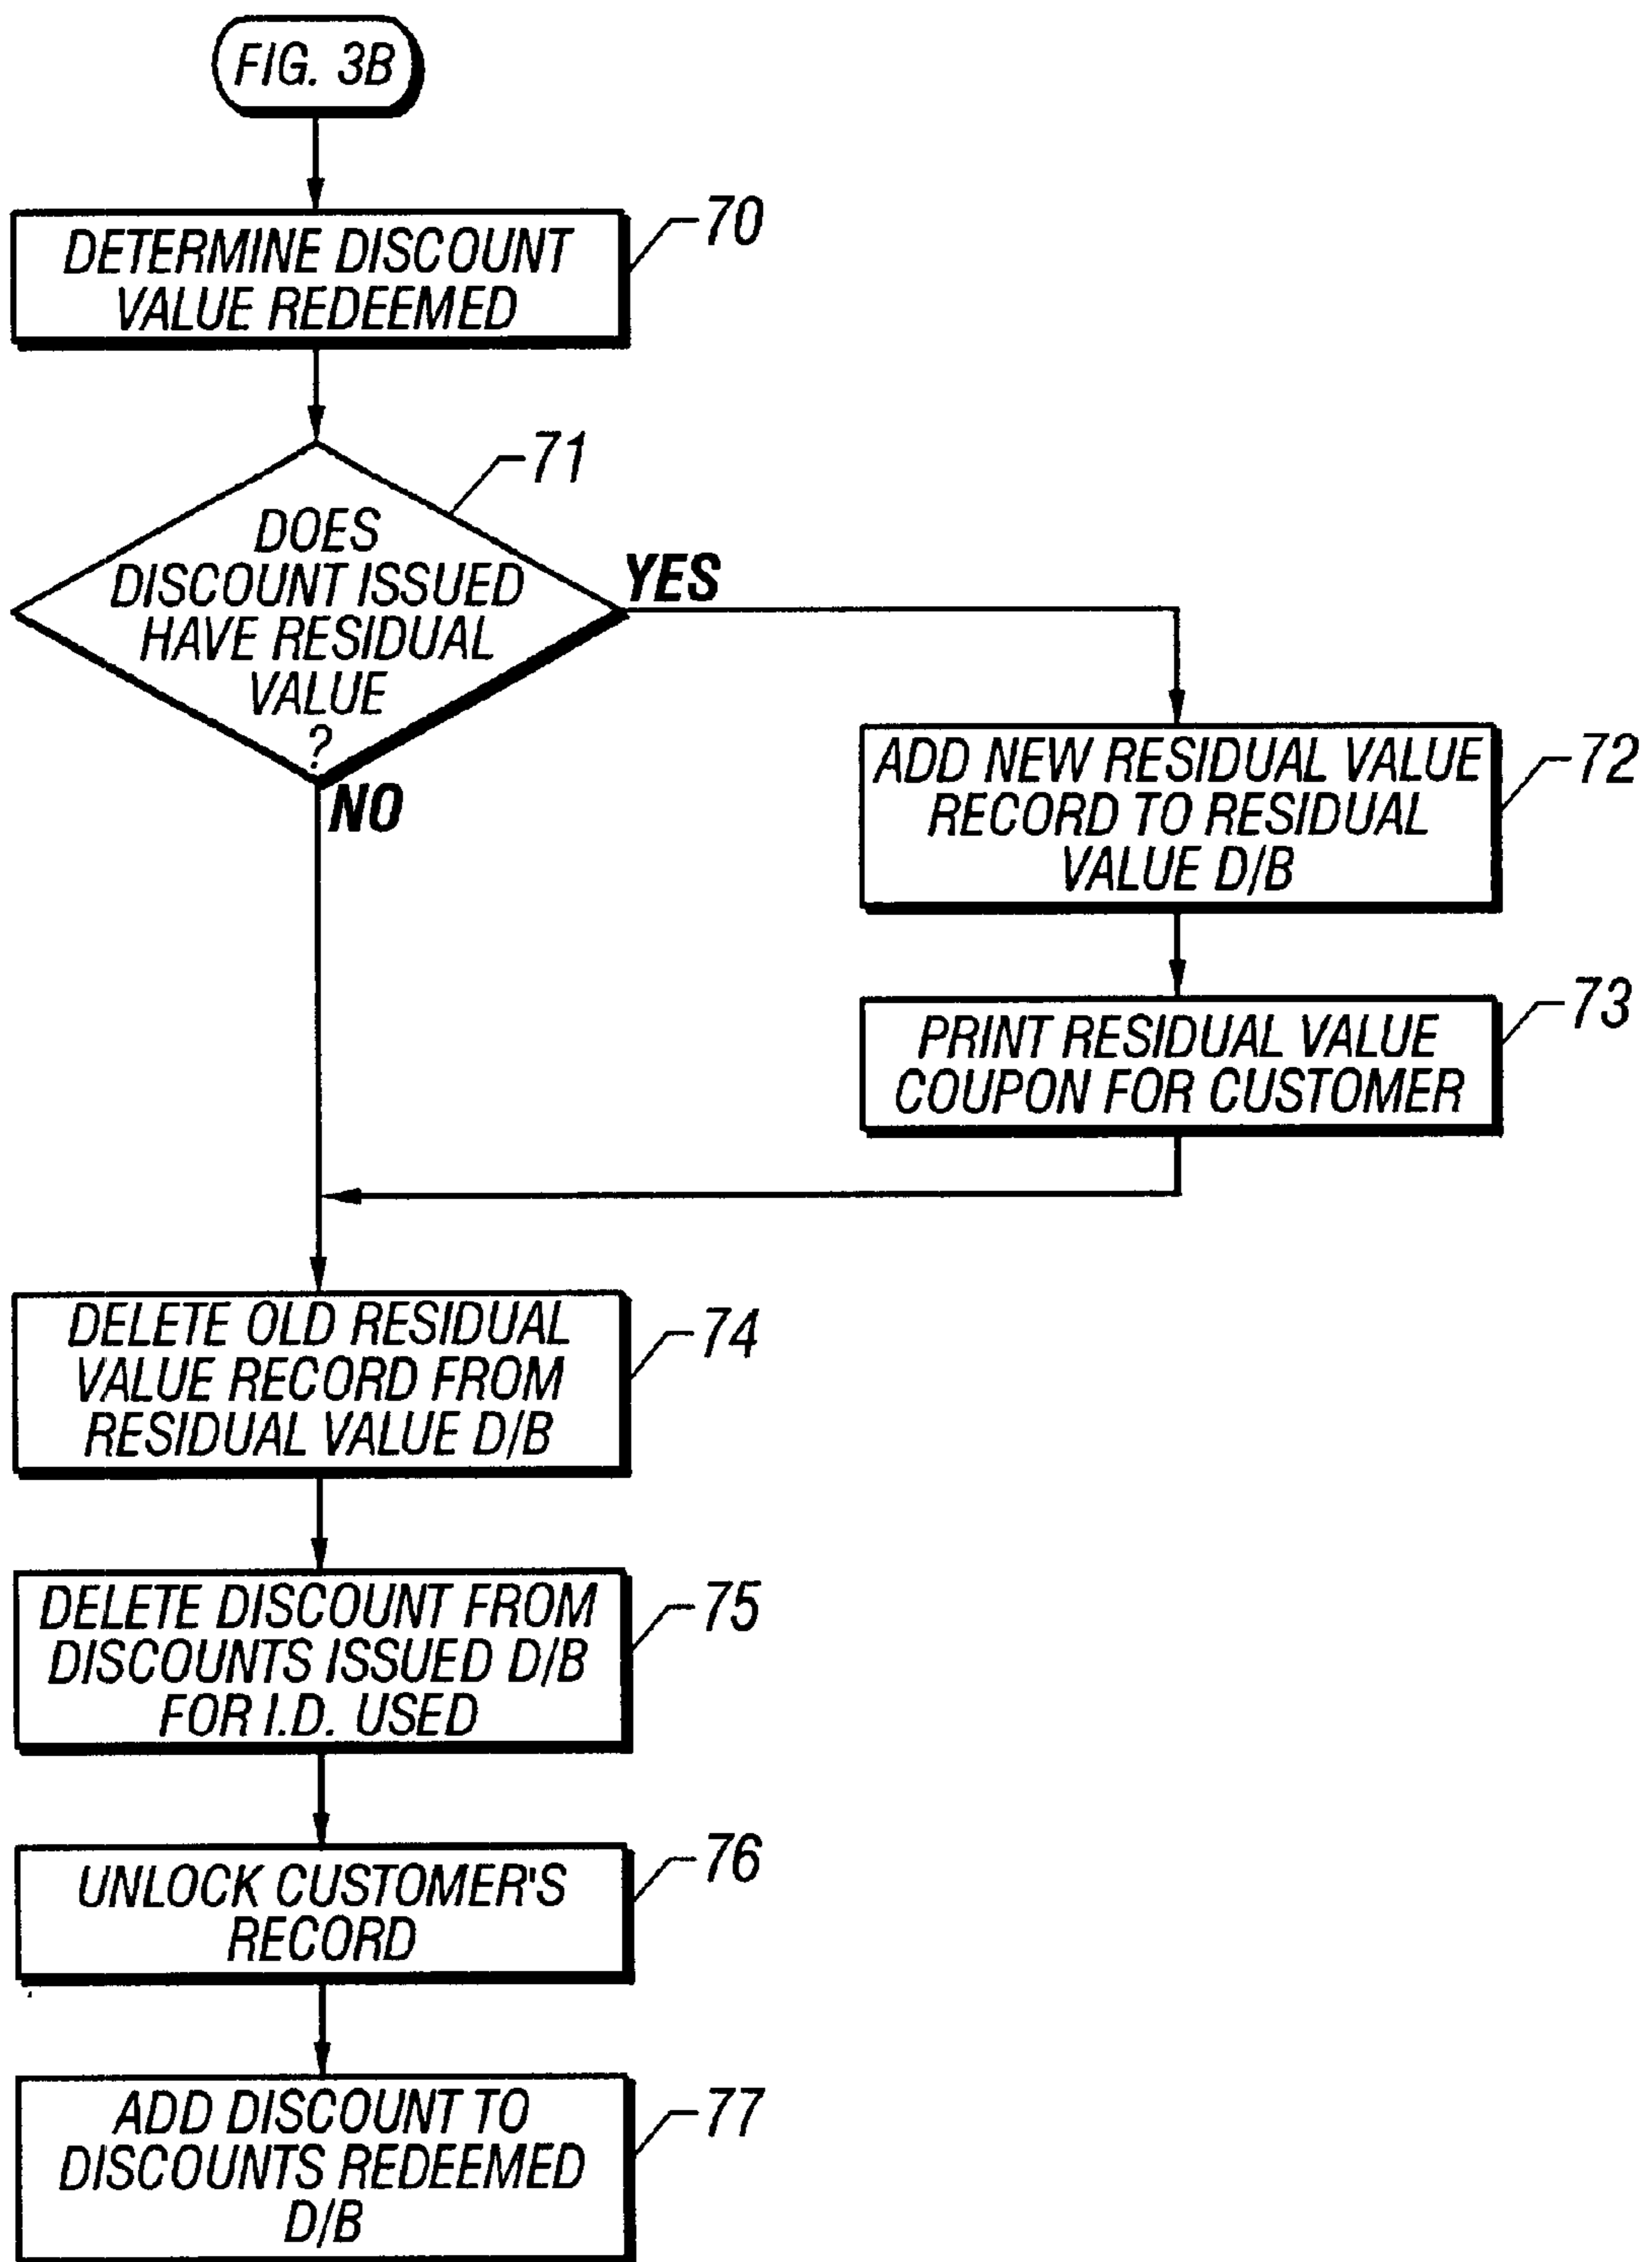 FIG. 3B
DETERMINE DISCOUNT
VALUE REDEEMED
70
71
DOES
DISCOUNT ISSUED
HAVE RESIDUAL
VALUE
?
YES
NO
ADD NEW RESIDUAL VALUE
RECORD TO RESIDUAL
VALUE D/B
72
PRINT RESIDUAL VALUE
COUPON FOR CUSTOMER
73
DELETE OLD RESIDUAL
VALUE RECORD FROM
RESIDUAL VALUE D/B
74
DELETE DISCOUNT FROM
DISCOUNTS ISSUED D/B
FOR I.D. USED
75
UNLOCK CUSTOMER'S
RECORD
76
ADD DISCOUNT TO
DISCOUNTS REDEEMED
D/B
77